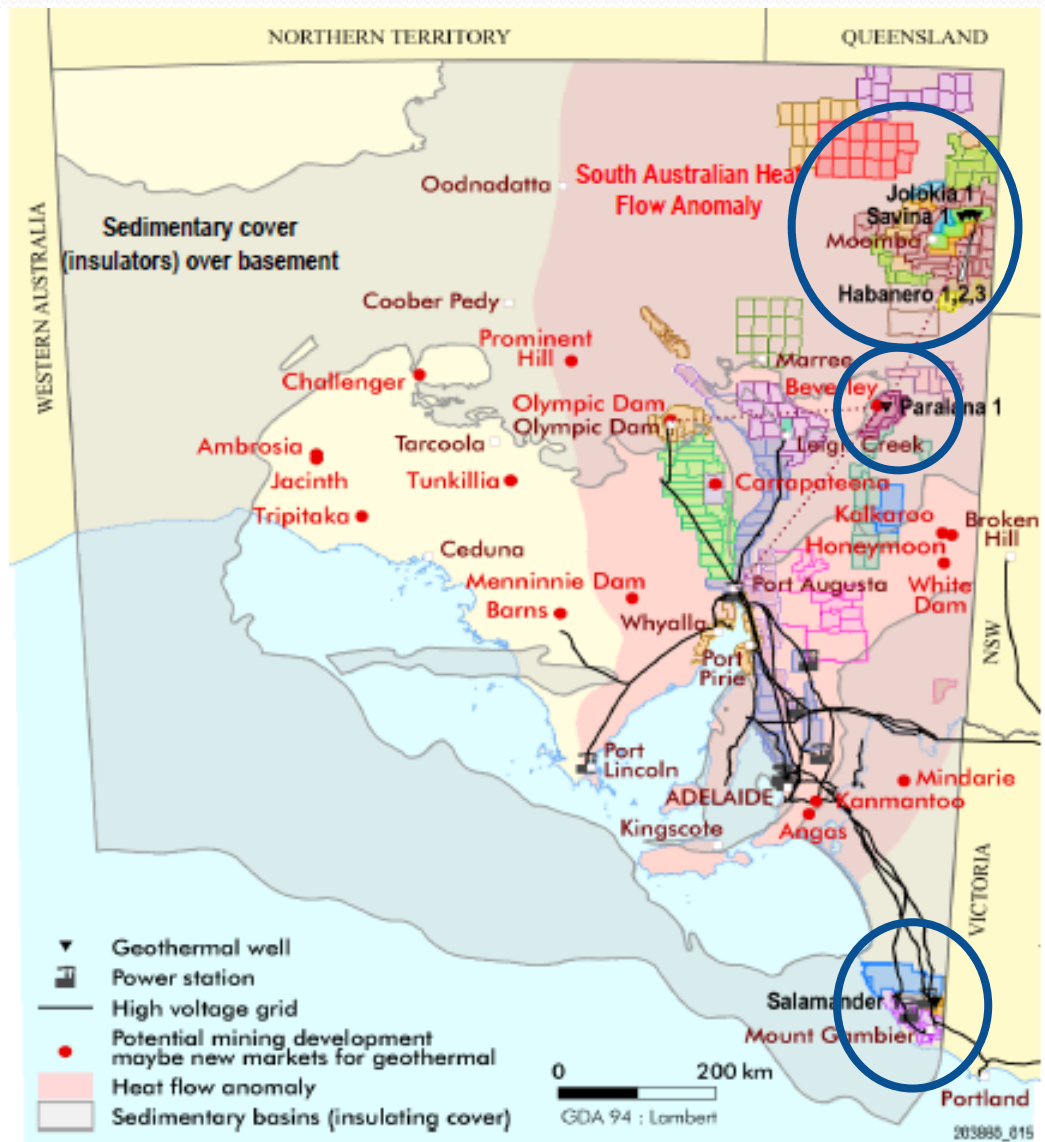 NORTHERN TERRITORY
QUEENSLAND
South Australian Heat
Flow Anomaly
Oodnadatta
Jolokia 1
Savina 1
Moomba
WESTERN AUSTRALIA
Sedimentary cover
(insulators) over basement
Habanero 1,2,3
Coober Pedy
Prominent
Hill
Marree
Challenger
Beverley
Olympic Dam
Olympic Dam
Paralana 1
Ambrosia
Tarcoola
Leigh Creek
Jacinth
Tunkillia
Carrapateena
Tripitaka
Kalkaroo
Broken
Hill
Ceduna
Honeymoon
Menninnie Dam
Port Augusta
White
Dam
Barns
Whyalla
NSW
Port
Pirie
Port
Lincoln
Mindarie
ADELAIDE
Kanmantoo
Kingscote
Angas
VICTORIA
Geothermal well
Power station
High voltage grid
Potential mining development
maybe new markets for geothermal
Heat flow anomaly
Sedimentary basins (insulating cover)
Salamander 1
Mount Gambier
0 200 km
GDA 94 : Lambert
Portland
203886_015